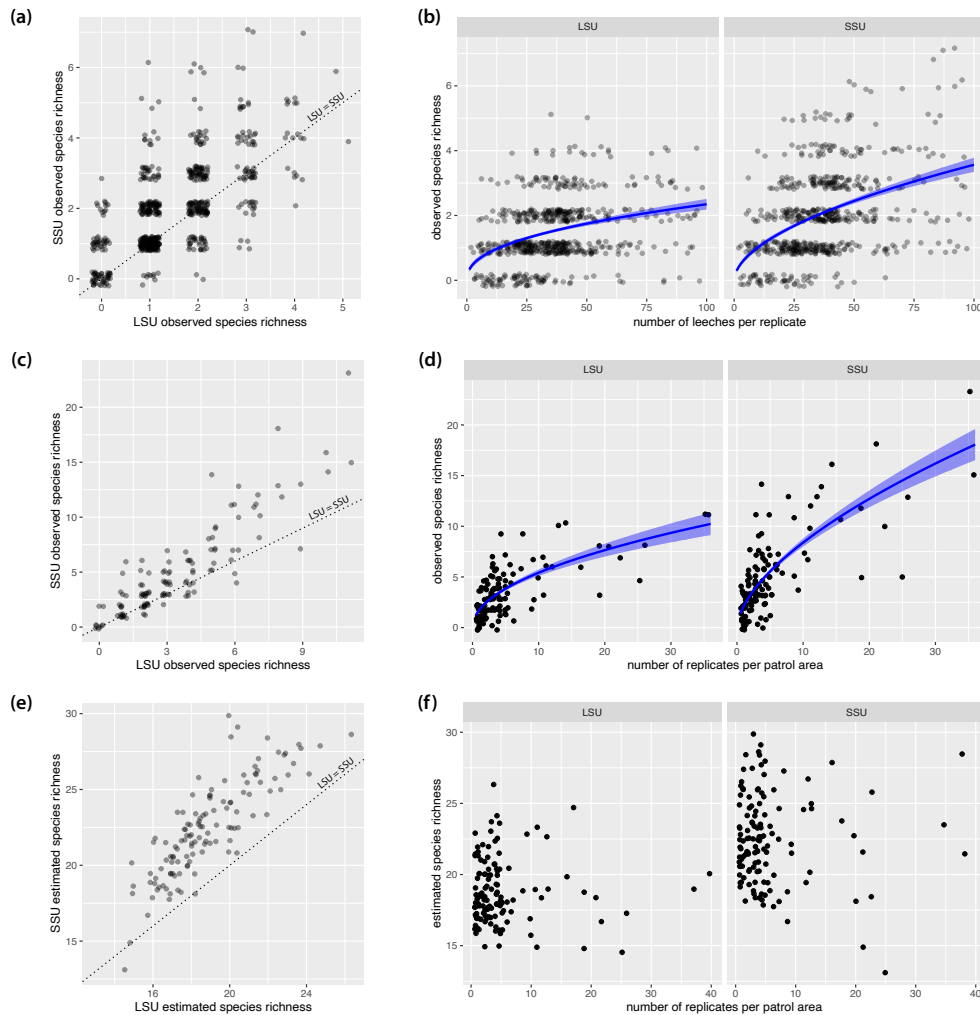 (a)
SSU observed species richness
6
4
2
0
LSU = SSU
0 1 2 3 4 5
LSU observed species richness
(b)
LSU SSU
observed species richness
6
4
2
0
0 25 50 75 100 0 25 50 75 100
number of leeches per replicate
(c)
SSU observed species richness
20
15
10
5
0
LSU = SSU
0 3 6 9
LSU observed species richness
(d)
LSU SSU
observed species richness
20
15
10
5
0
0 10 20 30 0 10 20 30
number of replicates per patrol area
(e)
SSU estimated species richness
30
25
20
15
LSU = SSU
16 20 24
LSU estimated species richness
(f)
LSU SSU
estimated species richness
30
25
20
15
0 10 20 30 40 0 10 20 30 40
number of replicates per patrol area